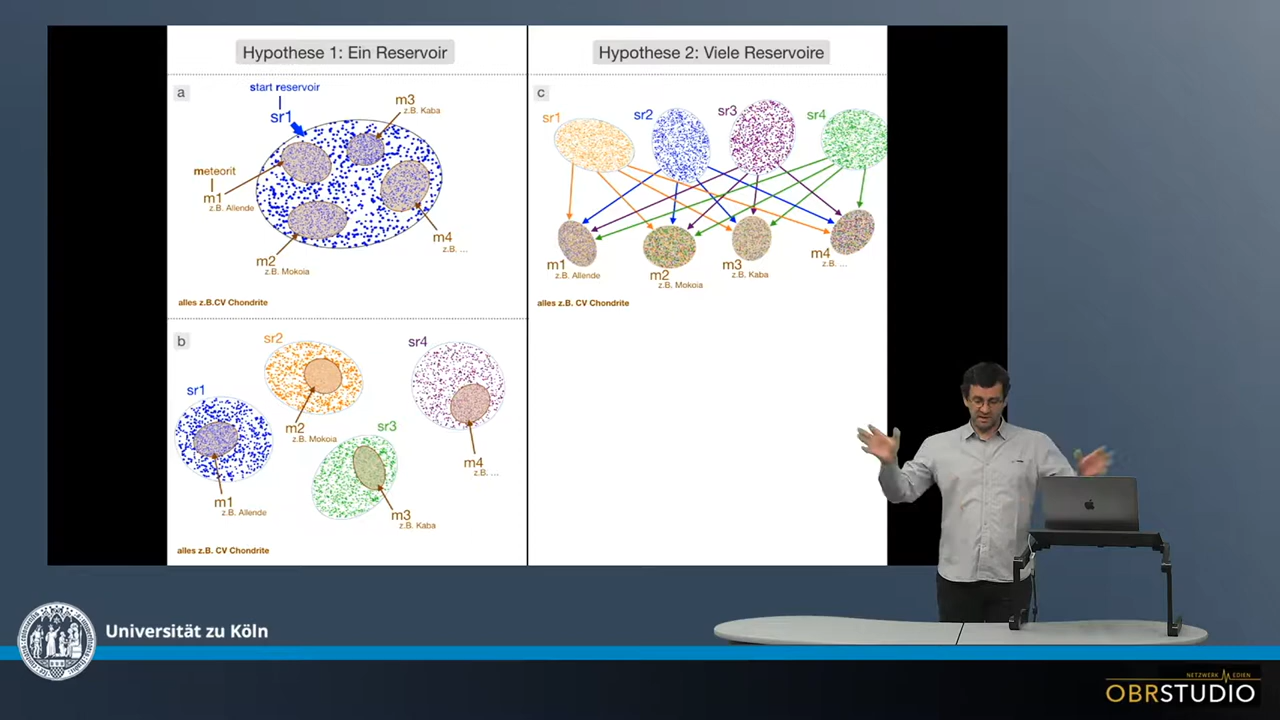 Hypothese 1: Ein Reservoir
a
start reservoir
sr1
m3
z.B. Kaba
meteorit
m1
z.B. Allende
m2
z.B. Mokoia
m4
z.B. ...
alles z.B.CV Chondrite
b
sr1
m1
z.B. Allende
sr2
m2
z.B. Mokoia
sr3
m3
z.B. Kaba
sr4
m4
z.B. ...
alles z.B. CV Chondrite
Hypothese 2: Viele Reservoire
c
sr1
sr2
sr3
sr4
m1
z.B. Allende
m2
z.B. Mokoia
m3
z.B. Kaba
m4
z.B. ...
alles z.B. CV Chondrite
Universität zu Köln
NETZWERK MEDIEN
OBRSTUDIO